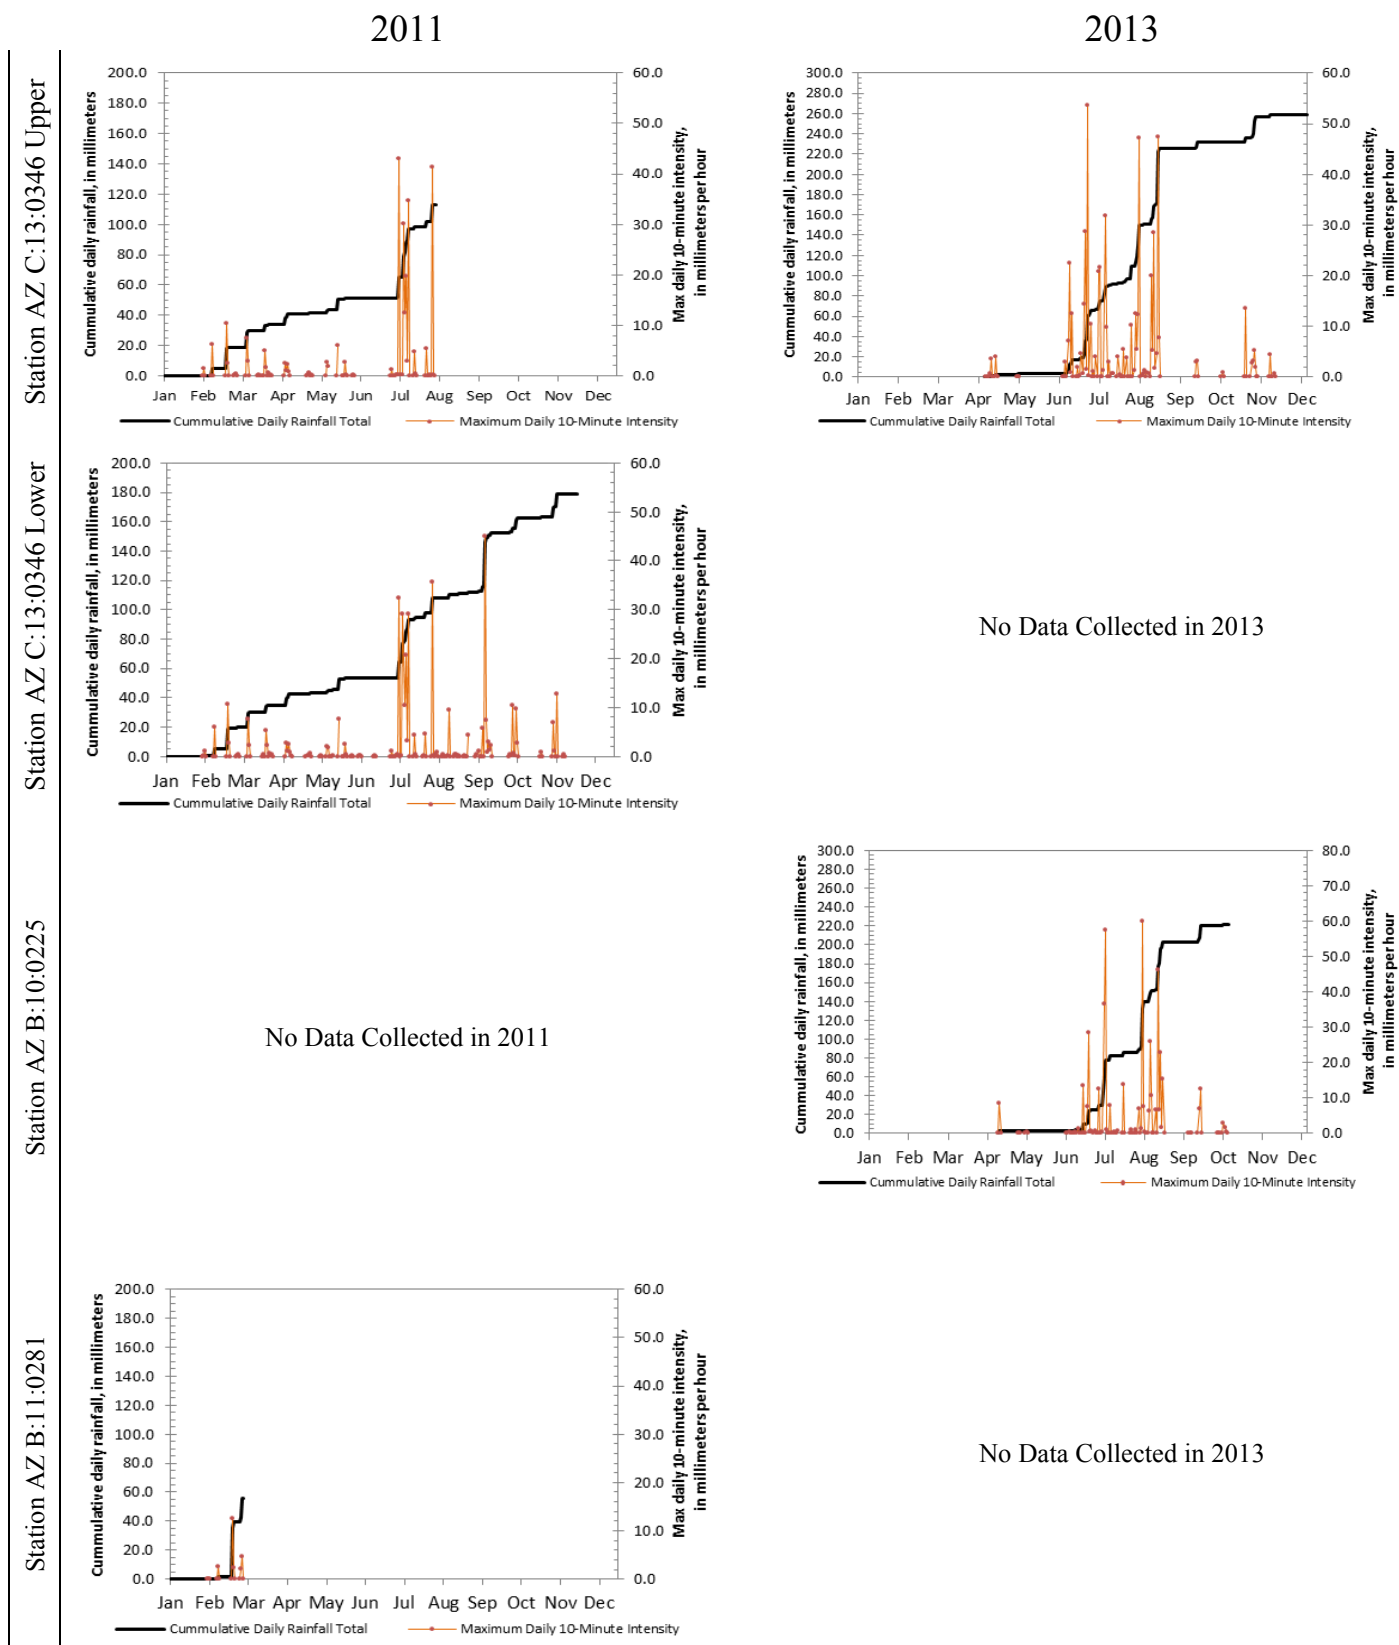 2011
2013
Station AZ C:13:0346 Upper
Cummulative daily rainfall, in millimeters
200.0
180.0
160.0
140.0
120.0
100.0
80.0
60.0
40.0
20.0
0.0
60.0
50.0
40.0
30.0
20.0
10.0
0.0
Max daily 10-minute intensity,
in millimeters per hour
Jan Feb Mar Apr May Jun Jul Aug Sep Oct Nov Dec
Cummulative Daily Rainfall Total
Maximum Daily 10-Minute Intensity
Cummulative daily rainfall, in millimeters
300.0
280.0
260.0
240.0
220.0
200.0
180.0
160.0
140.0
120.0
100.0
80.0
60.0
40.0
20.0
0.0
60.0
50.0
40.0
30.0
20.0
10.0
0.0
Max daily 10-minute intensity,
in millimeters per hour
Jan Feb Mar Apr May Jun Jul Aug Sep Oct Nov Dec
Cummulative Daily Rainfall Total
Maximum Daily 10-Minute Intensity
Station AZ C:13:0346 Lower
Cummulative daily rainfall, in millimeters
200.0
180.0
160.0
140.0
120.0
100.0
80.0
60.0
40.0
20.0
0.0
60.0
50.0
40.0
30.0
20.0
10.0
0.0
Max daily 10-minute intensity,
in millimeters per hour
Jan Feb Mar Apr May Jun Jul Aug Sep Oct Nov Dec
Cummulative Daily Rainfall Total
Maximum Daily 10-Minute Intensity
No Data Collected in 2013
Station AZ B:10:0225
No Data Collected in 2011
Cummulative daily rainfall, in millimeters
300.0
280.0
260.0
240.0
220.0
200.0
180.0
160.0
140.0
120.0
100.0
80.0
60.0
40.0
20.0
0.0
80.0
70.0
60.0
50.0
40.0
30.0
20.0
10.0
0.0
Max daily 10-minute intensity,
in millimeters per hour
Jan Feb Mar Apr May Jun Jul Aug Sep Oct Nov Dec
Cummulative Daily Rainfall Total
Maximum Daily 10-Minute Intensity
Station AZ B:11:0281
Cummulative daily rainfall, in millimeters
200.0
180.0
160.0
140.0
120.0
100.0
80.0
60.0
40.0
20.0
0.0
60.0
50.0
40.0
30.0
20.0
10.0
0.0
Max daily 10-minute intensity,
in millimeters per hour
Jan Feb Mar Apr May Jun Jul Aug Sep Oct Nov Dec
Cummulative Daily Rainfall Total
Maximum Daily 10-Minute Intensity
No Data Collected in 2013